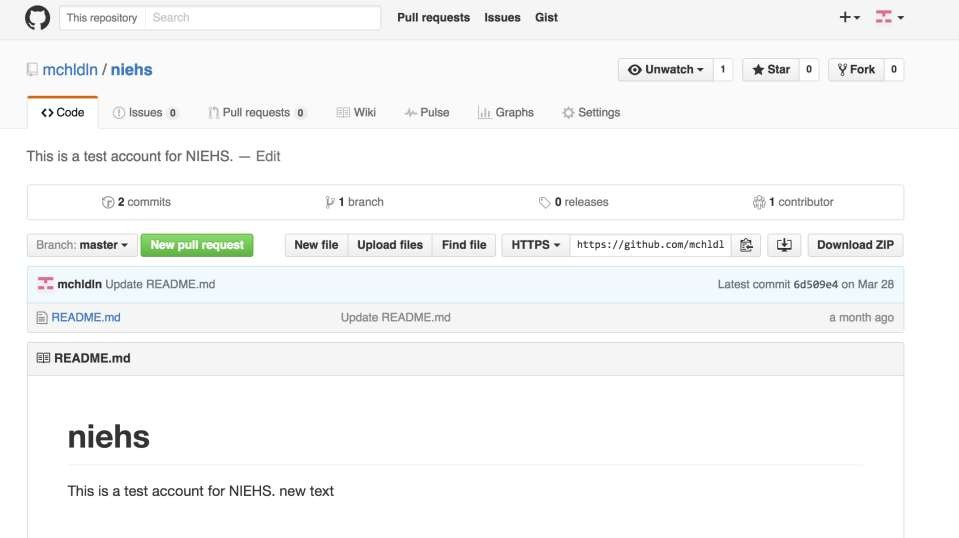 This repository Search Pull requests Issues Gist
mchldln / niehs Unwatch 1 Star 0 Fork 0
Code Issues 0 Pull requests 0 Wiki Pulse Graphs Settings
This is a test account for NIEHS. — Edit
2 commits 1 branch 0 releases 1 contributor
Branch: master New pull request New file Upload files Find file HTTPS https://github.com/mchldl Download ZIP
mchldln Update README.md Latest commit 6d509e4 on Mar 28
README.md Update README.md a month ago
README.md
niehs
This is a test account for NIEHS. new text